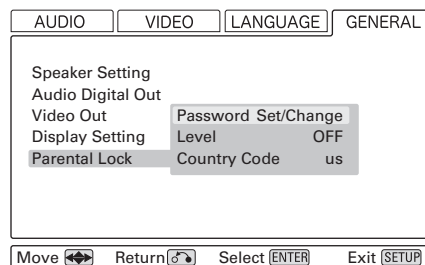 AUDIO VIDEO LANGUAGE GENERAL
Speaker Setting
Audio Digital Out
Video Out
Password Set/Change
Display Setting
Level OFF
Parental Lock
Country Code us
Move Return Select ENTER Exit SETUP